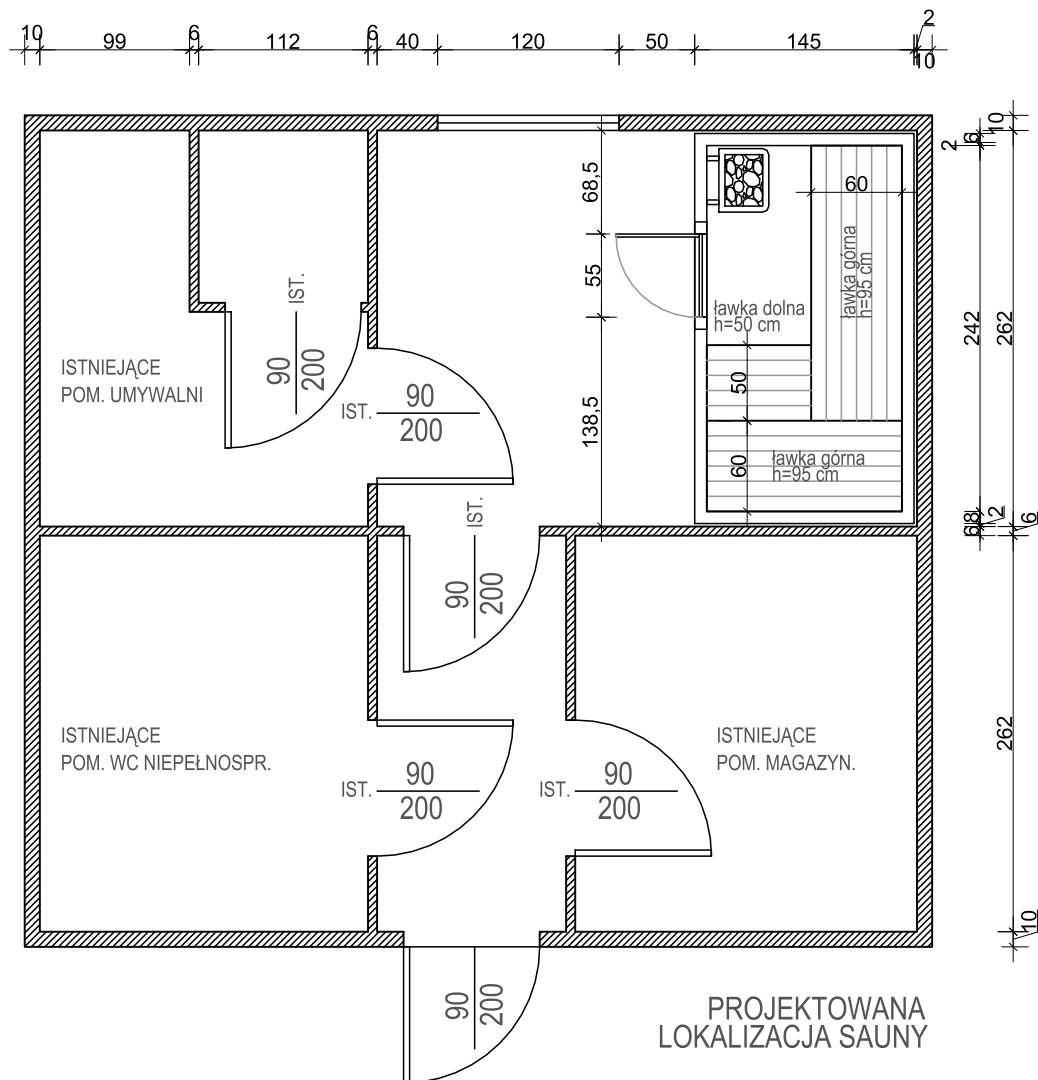 10
99
6
112
6
40
120
50
145
2
10
10
6
2
68,5
60
ławka górna
h=95 cm
55
242
262
IST.
ławka dolna
h=50 cm
90
200
ISTNIEJĄCE
POM. UMYWALNI
IST.
90
200
50
138,5
60
ławka górna
h=95 cm
IST.
8
2
6
6
90
200
ISTNIEJĄCE
POM. WC NIEPEŁNOSPR.
ISTNIEJĄCE
POM. MAGAZYN.
262
IST.
90
200
IST.
90
200
10
90
200
PROJEKTOWANA
LOKALIZACJA SAUNY